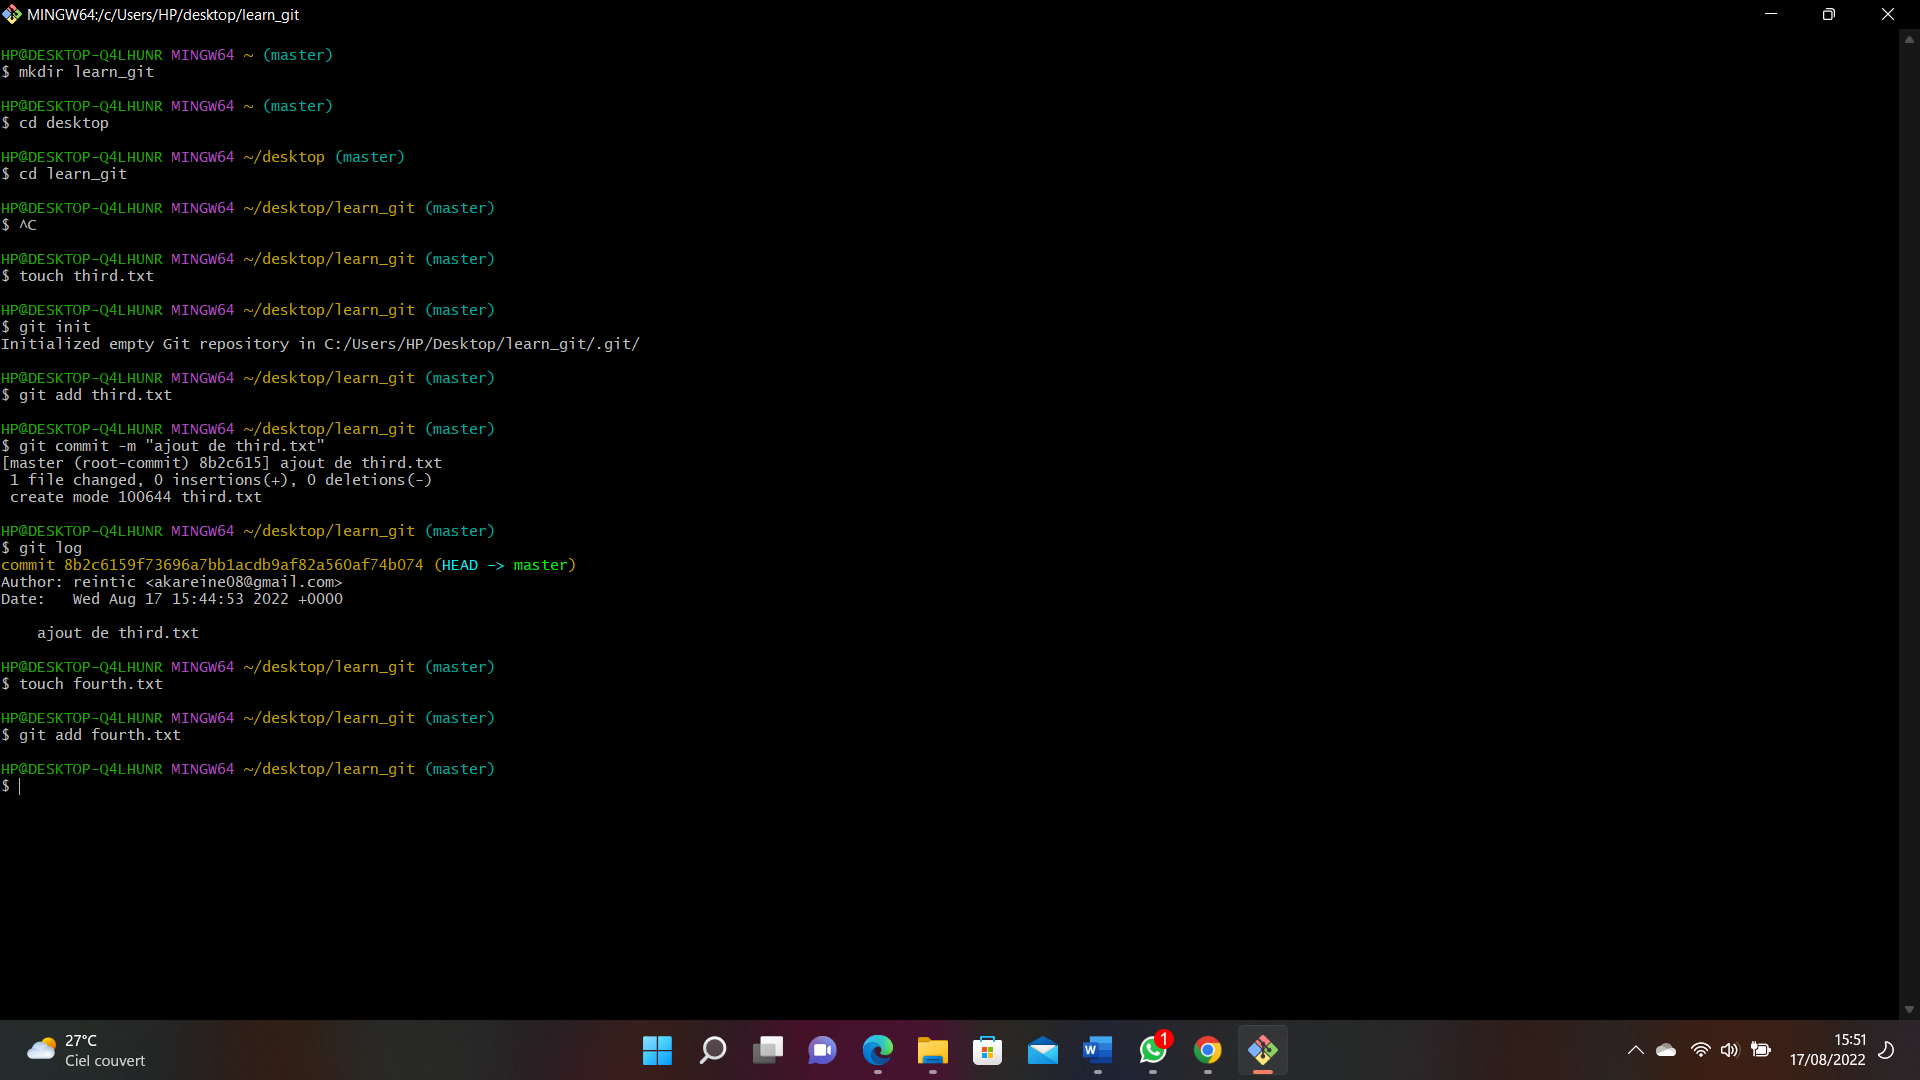 MINGW64:/c/Users/HP/desktop/learn_git
HP@DESKTOP-Q4LHUNR MINGW64 ~ (master)
$ mkdir learn_git
HP@DESKTOP-Q4LHUNR MINGW64 ~ (master)
$ cd desktop
HP@DESKTOP-Q4LHUNR MINGW64 ~/desktop (master)
$ cd learn_git
HP@DESKTOP-Q4LHUNR MINGW64 ~/desktop/learn_git (master)
$ ^C
HP@DESKTOP-Q4LHUNR MINGW64 ~/desktop/learn_git (master)
$ touch third.txt
HP@DESKTOP-Q4LHUNR MINGW64 ~/desktop/learn_git (master)
$ git init
Initialized empty Git repository in C:/Users/HP/Desktop/learn_git/.git/
HP@DESKTOP-Q4LHUNR MINGW64 ~/desktop/learn_git (master)
$ git add third.txt
HP@DESKTOP-Q4LHUNR MINGW64 ~/desktop/learn_git (master)
$ git commit -m "ajout de third.txt"
[master (root-commit) 8b2c615] ajout de third.txt
 1 file changed, 0 insertions(+), 0 deletions(-)
 create mode 100644 third.txt
HP@DESKTOP-Q4LHUNR MINGW64 ~/desktop/learn_git (master)
$ git log
commit 8b2c6159f73696a7bb1acdb9af82a560af74b074 (HEAD -> master)
Author: reintic <akareine08@gmail.com>
Date:   Wed Aug 17 15:44:53 2022 +0000
    ajout de third.txt
HP@DESKTOP-Q4LHUNR MINGW64 ~/desktop/learn_git (master)
$ touch fourth.txt
HP@DESKTOP-Q4LHUNR MINGW64 ~/desktop/learn_git (master)
$ git add fourth.txt
HP@DESKTOP-Q4LHUNR MINGW64 ~/desktop/learn_git (master)
$
27°C
Ciel couvert
W
1
15:51
17/08/2022